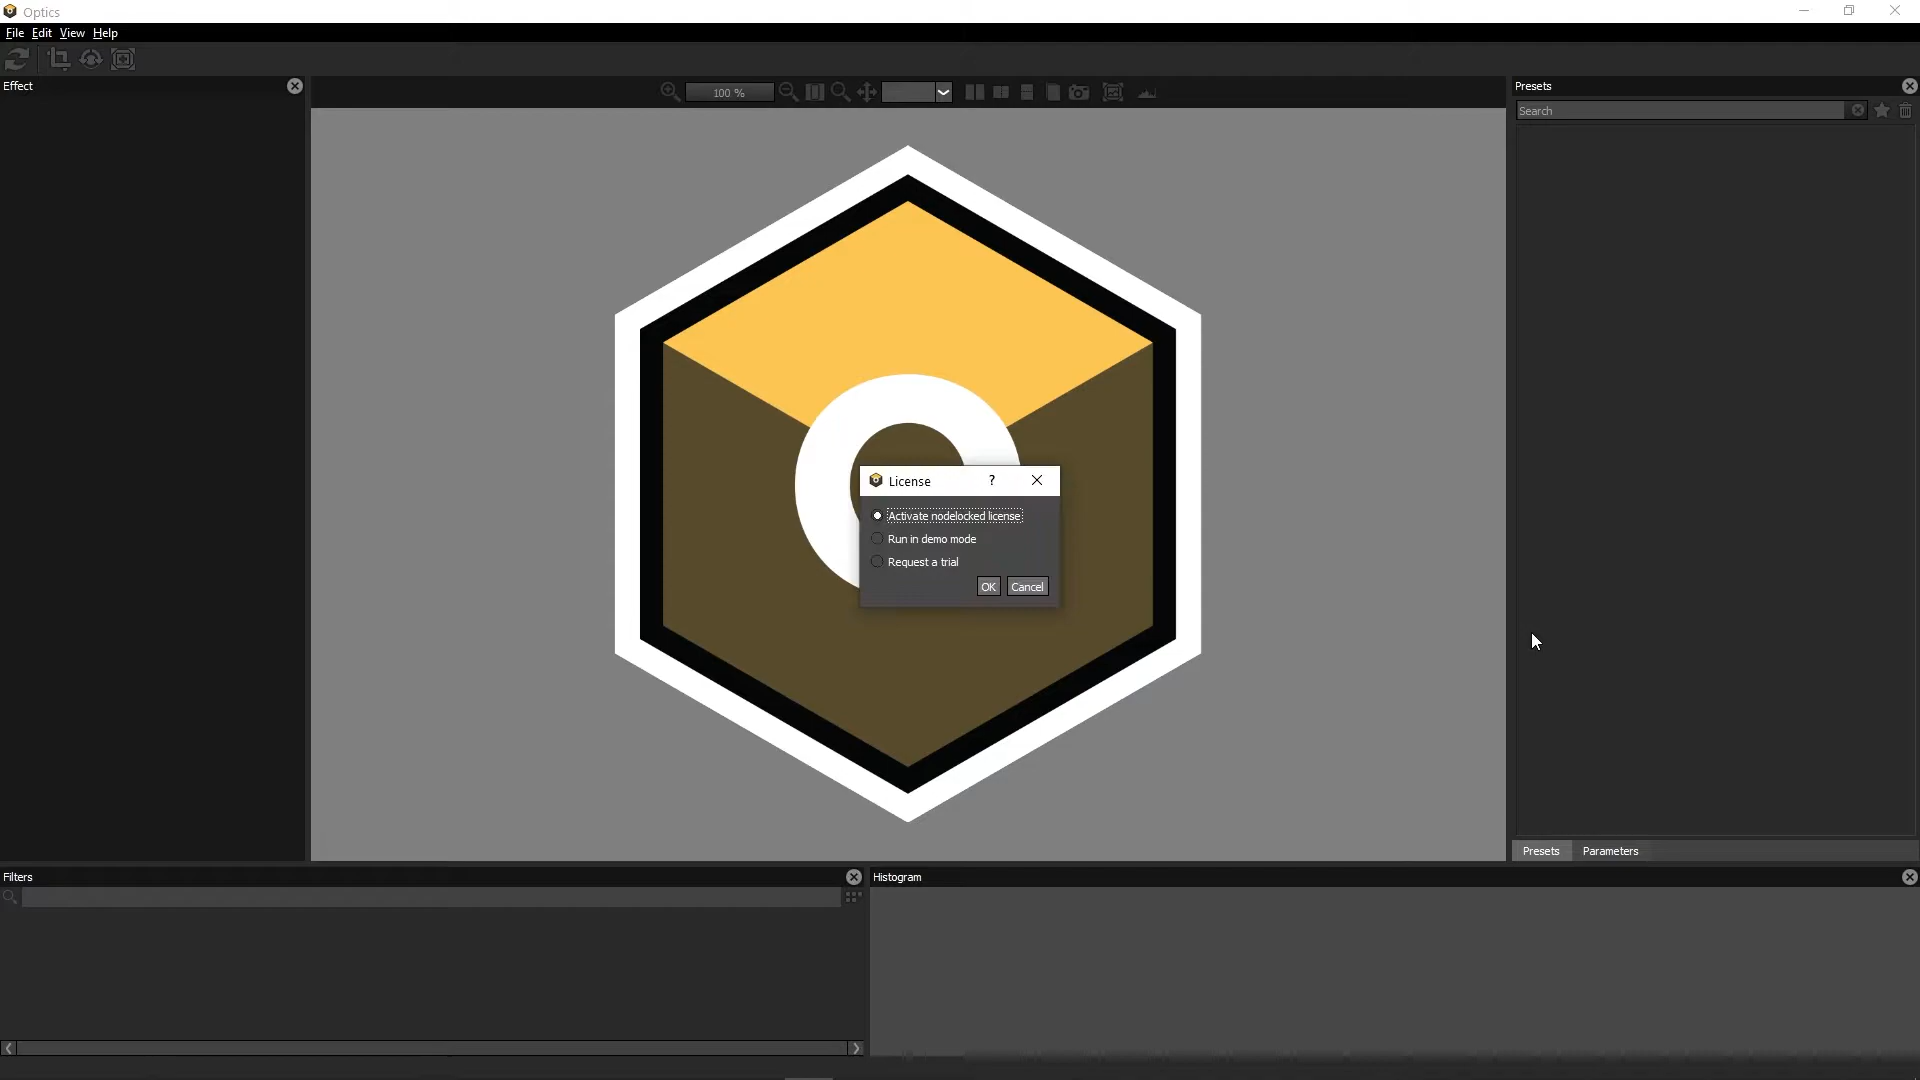 Optics
File Edit View Help
Effect
100 %
Presets
Search
License ?
Activate nodelocked license
Run in demo mode
Request a trial
OK Cancel
Presets Parameters
Filters
Histogram